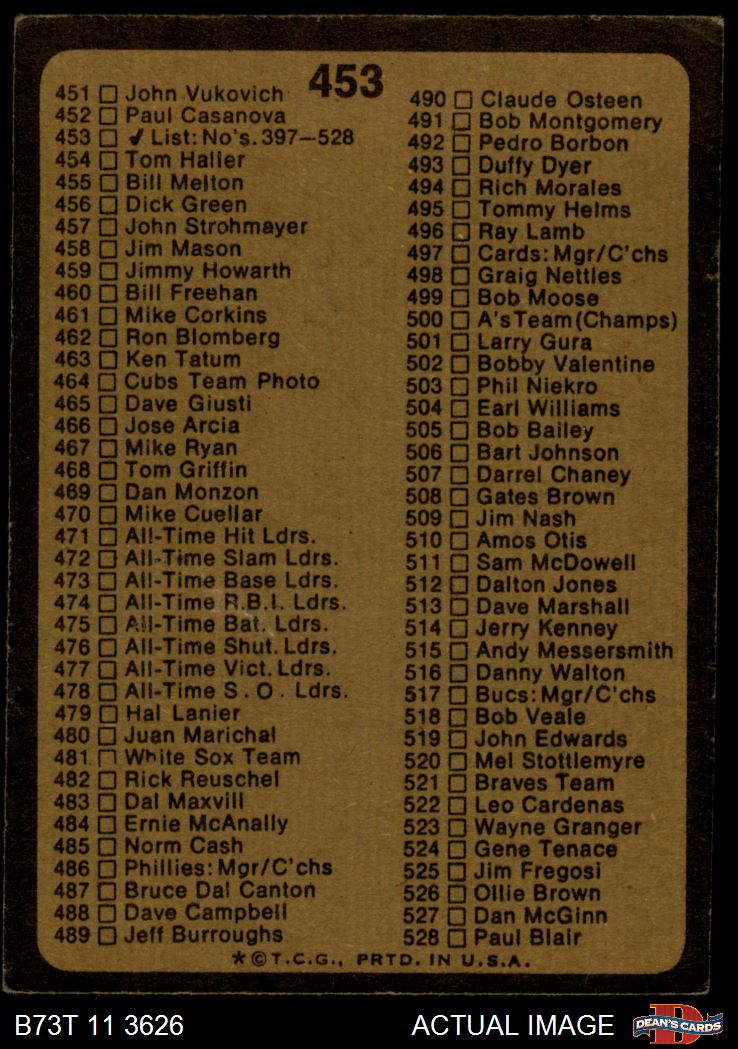 453
451 John Vukovich
452 Paul Casanova
453 ✓ List: No's. 397—528
454 Tom Haller
455 Bill Melton
456 Dick Green
457 John Strohmayer
458 Jim Mason
459 Jimmy Howarth
460 Bill Freehan
461 Mike Corkins
462 Ron Blomberg
463 Ken Tatum
464 Cubs Team Photo
465 Dave Giusti
466 Jose Arcia
467 Mike Ryan
468 Tom Griffin
469 Dan Monzon
470 Mike Cuellar
471 All-Time Hit Ldrs.
472 All-Time Slam Ldrs.
473 All-Time Base Ldrs.
474 All-Time R.B.I. Ldrs.
475 All-Time Bat. Ldrs.
476 All-Time Shut. Ldrs.
477 All-Time Vict. Ldrs.
478 All-Time S.O. Ldrs.
479 Hal Lanier
480 Juan Marichal
481 White Sox Team
482 Rick Reuschel
483 Dal Maxvill
484 Ernie McAnally
485 Norm Cash
486 Phillies: Mgr/C'chs
487 Bruce Dal Canton
488 Dave Campbell
489 Jeff Burroughs
490 Claude Osteen
491 Bob Montgomery
492 Pedro Borbon
493 Duffy Dyer
494 Rich Morales
495 Tommy Helms
496 Ray Lamb
497 Cards: Mgr/C'chs
498 Graig Nettles
499 Bob Moose
500 A's Team (Champs)
501 Larry Gura
502 Bobby Valentine
503 Phil Niekro
504 Earl Williams
505 Bob Bailey
506 Bart Johnson
507 Darrel Chaney
508 Gates Brown
509 Jim Nash
510 Amos Otis
511 Sam McDowell
512 Dalton Jones
513 Dave Marshall
514 Jerry Kenney
515 Andy Messersmith
516 Danny Walton
517 Bucs: Mgr/C'chs
518 Bob Veale
519 John Edwards
520 Mel Stottlemyre
521 Braves Team
522 Leo Cardenas
523 Wayne Granger
524 Gene Tenace
525 Jim Fregosi
526 Ollie Brown
527 Dan McGinn
528 Paul Blair
*©T.C.G., PRTD. IN U.S.A.
B73T 11 3626
ACTUAL IMAGE
D
DEAN'S CARDS